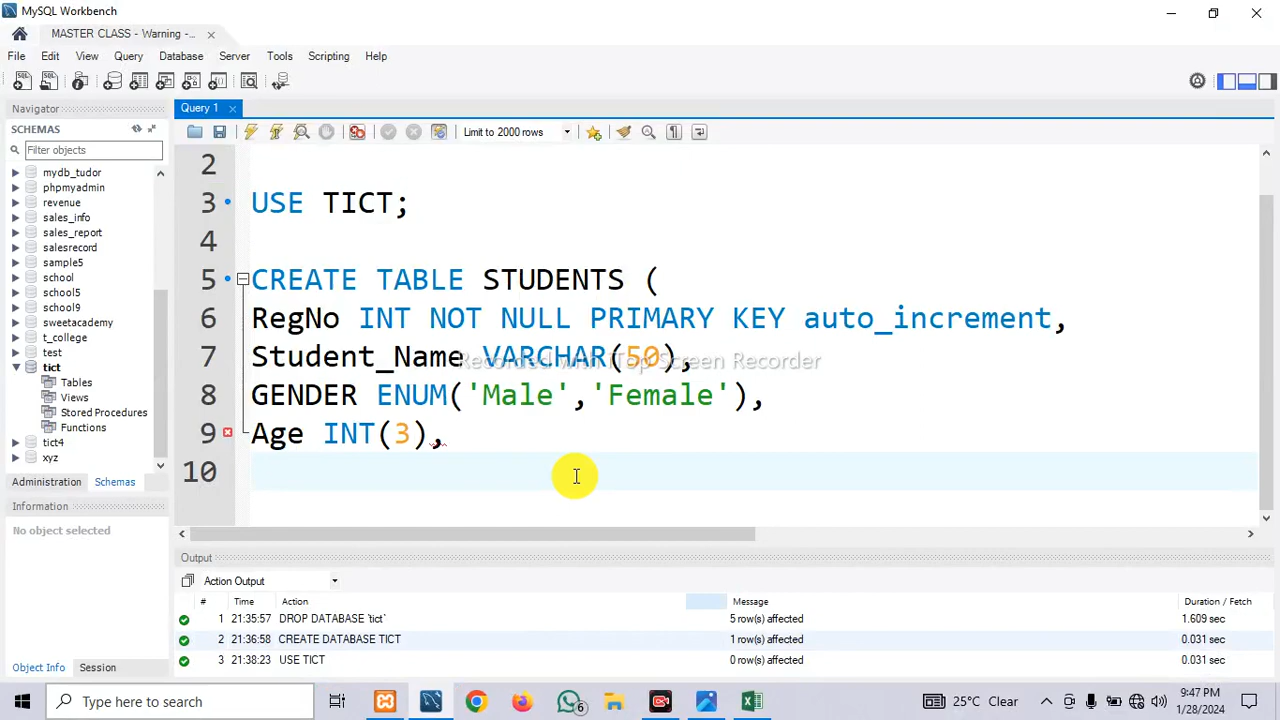 MySQL Workbench
MASTER CLASS - Warning -...
File Edit View Query Database Server Tools Scripting Help
Navigator
SCHEMAS
Filter objects
mydb_tudor
phpmyadmin
revenue
sales_info
sales_report
salesrecord
sample5
school
school5
school9
sweetacademy
t_college
test
tict
Tables
Views
Stored Procedures
Functions
tict4
xyz
Administration Schemas
Information
No object selected
Object Info Session
Query 1
Limit to 2000 rows
2
3 USE TICT;
4
5 CREATE TABLE STUDENTS (
6 RegNo INT NOT NULL PRIMARY KEY auto_increment,
7 Student_Name VARCHAR(50),
Recorded with iTop Screen Recorder
8 GENDER ENUM('Male','Female'),
9 Age INT(3),
10
Output
Action Output
# Time Action Message Duration / Fetch
1 21:35:57 DROP DATABASE `tict` 5 row(s) affected 1.609 sec
2 21:36:58 CREATE DATABASE TICT 1 row(s) affected 0.031 sec
3 21:38:23 USE TICT 0 row(s) affected 0.031 sec
Type here to search
6
25°C Clear
9:47 PM
1/28/2024